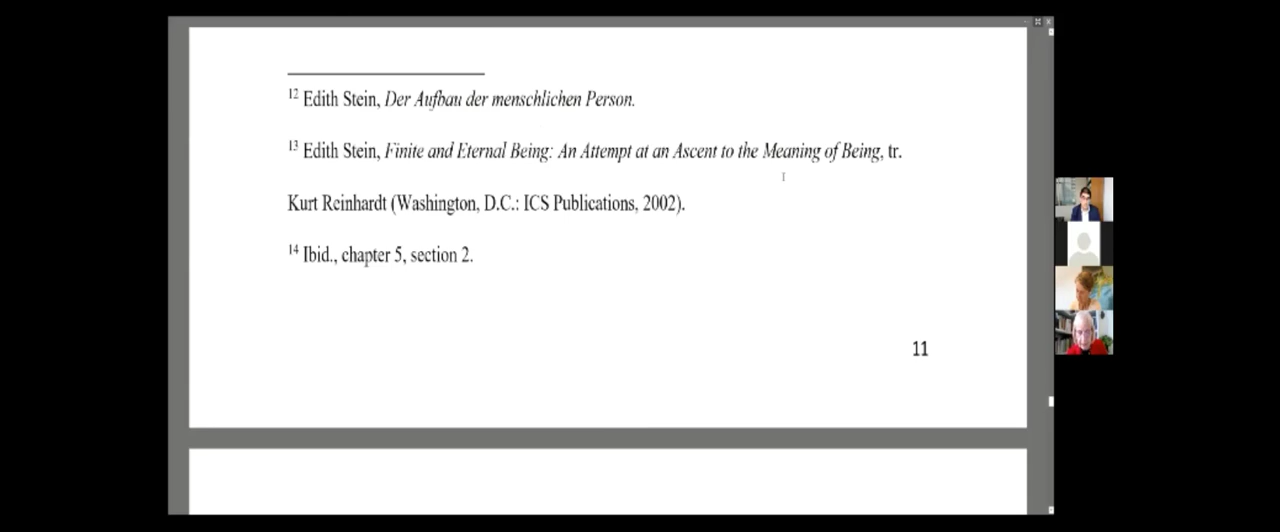 12 Edith Stein, Der Aufbau der menschlichen Person.
13 Edith Stein, Finite and Eternal Being: An Attempt at an Ascent to the Meaning of Being, tr.
Kurt Reinhardt (Washington, D.C.: ICS Publications, 2002).
14 Ibid., chapter 5, section 2.
11